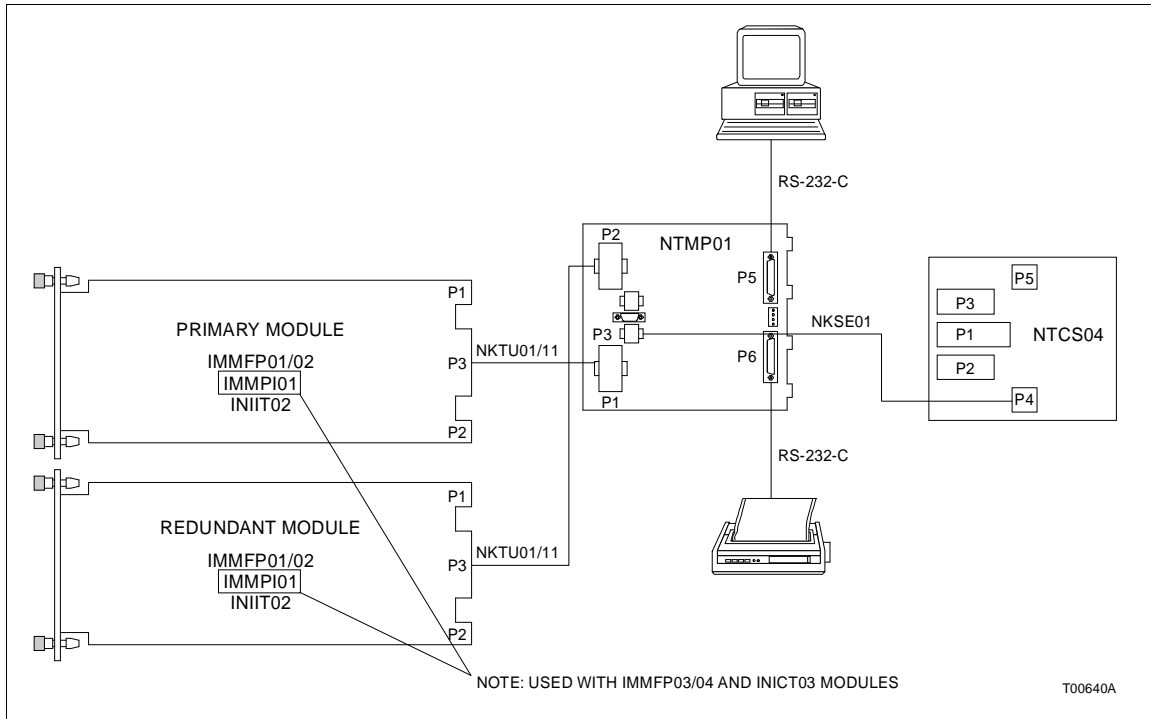 RS-232-C
P2
NTMP01
P5
P3
NKSE01
P6
P1
P5
P3
P1
NTCS04
P2
P4
RS-232-C
P1
PRIMARY MODULE
IMMFP01/02
IMMPI01
INIIT02
P3
NKTU01/11
P2
P1
REDUNDANT MODULE
IMMFP01/02
IMMPI01
INIIT02
P3
NKTU01/11
P2
NOTE: USED WITH IMMFP03/04 AND INICT03 MODULES
T00640A